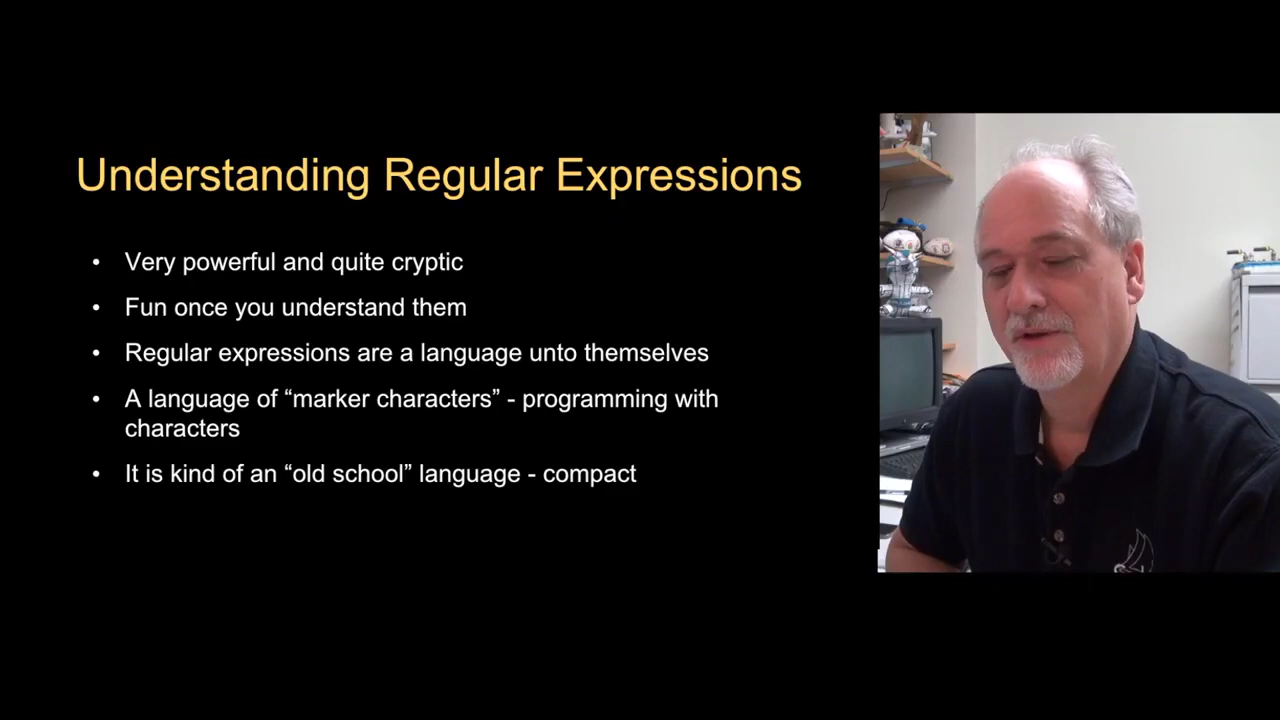 Understanding Regular Expressions
• Very powerful and quite cryptic
• Fun once you understand them
• Regular expressions are a language unto themselves
• A language of “marker characters” - programming with
characters
• It is kind of an “old school” language - compact